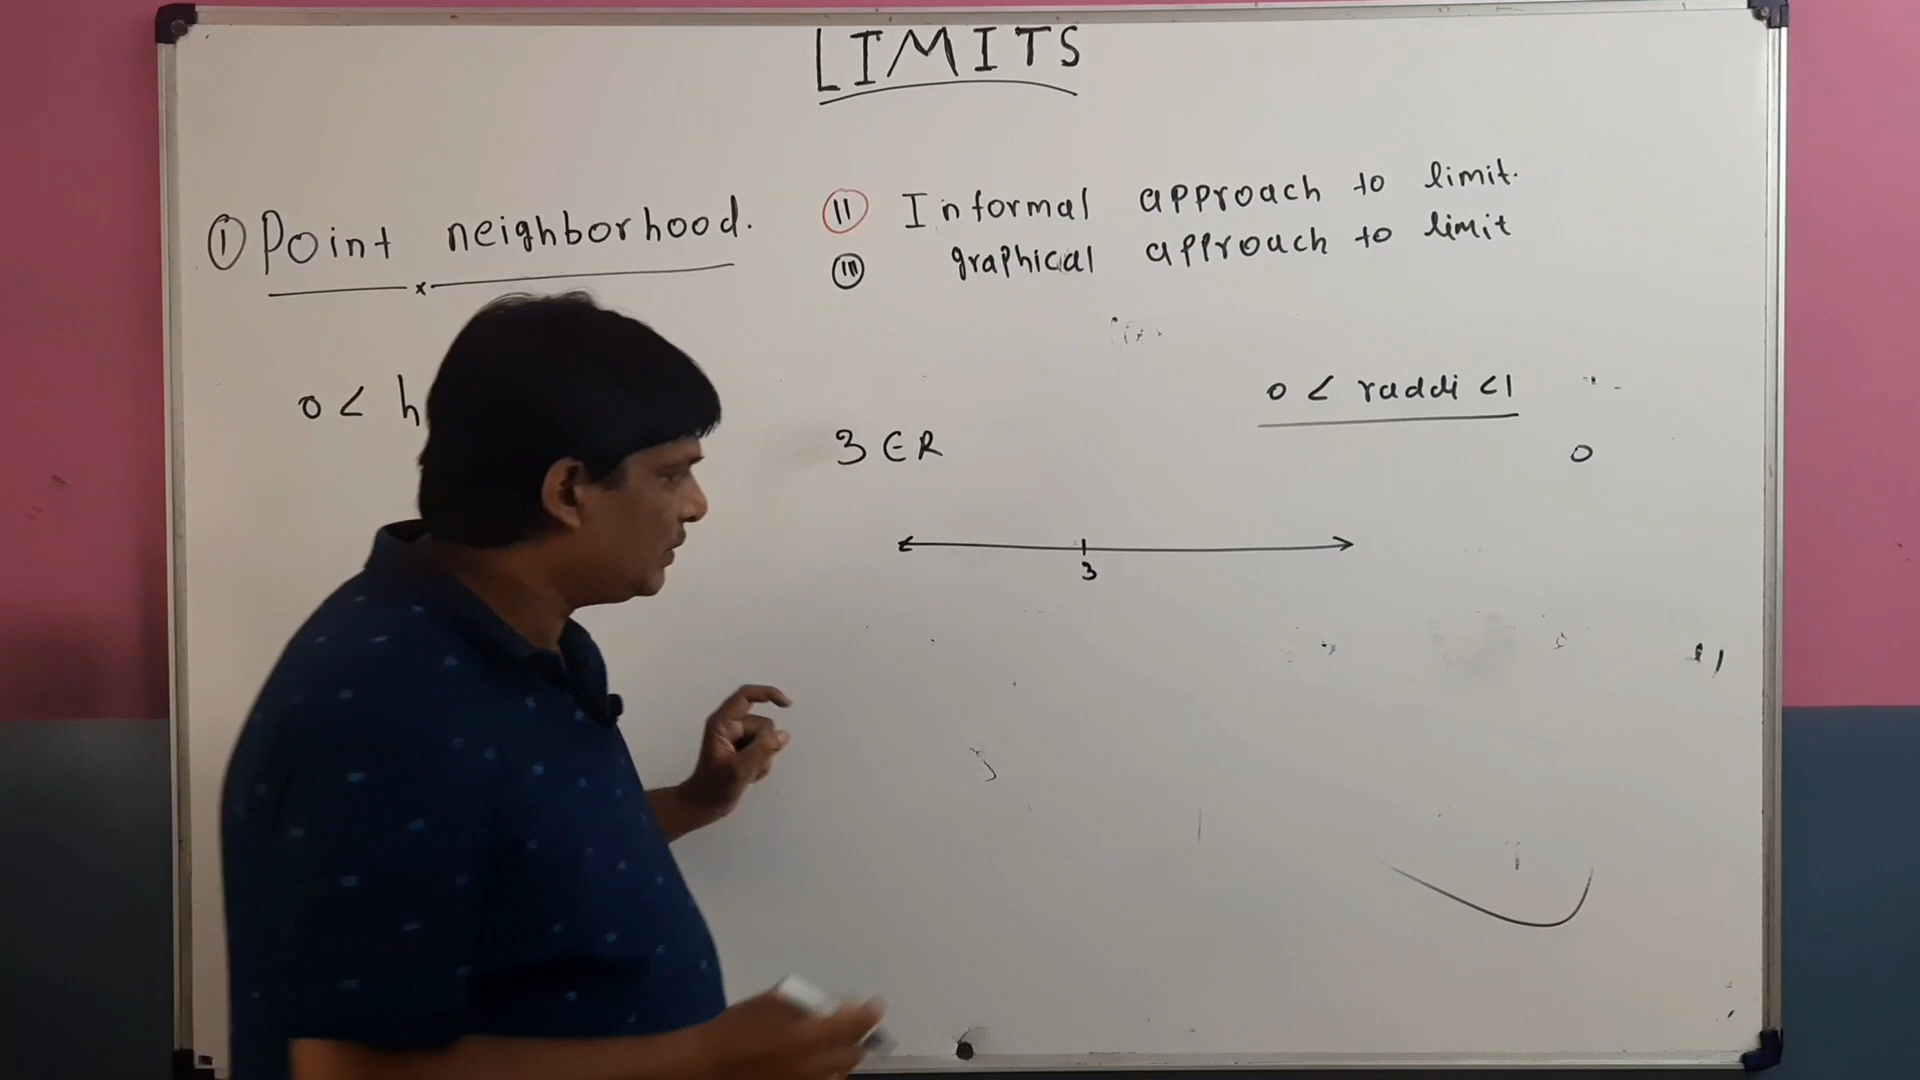 LIMITS
① Point neighborhood.
x
⑪ Informal approach to limit.
ⅲ graphical approach to limit
0 < h
0 < raddi <1
3 ∈ R
0
3